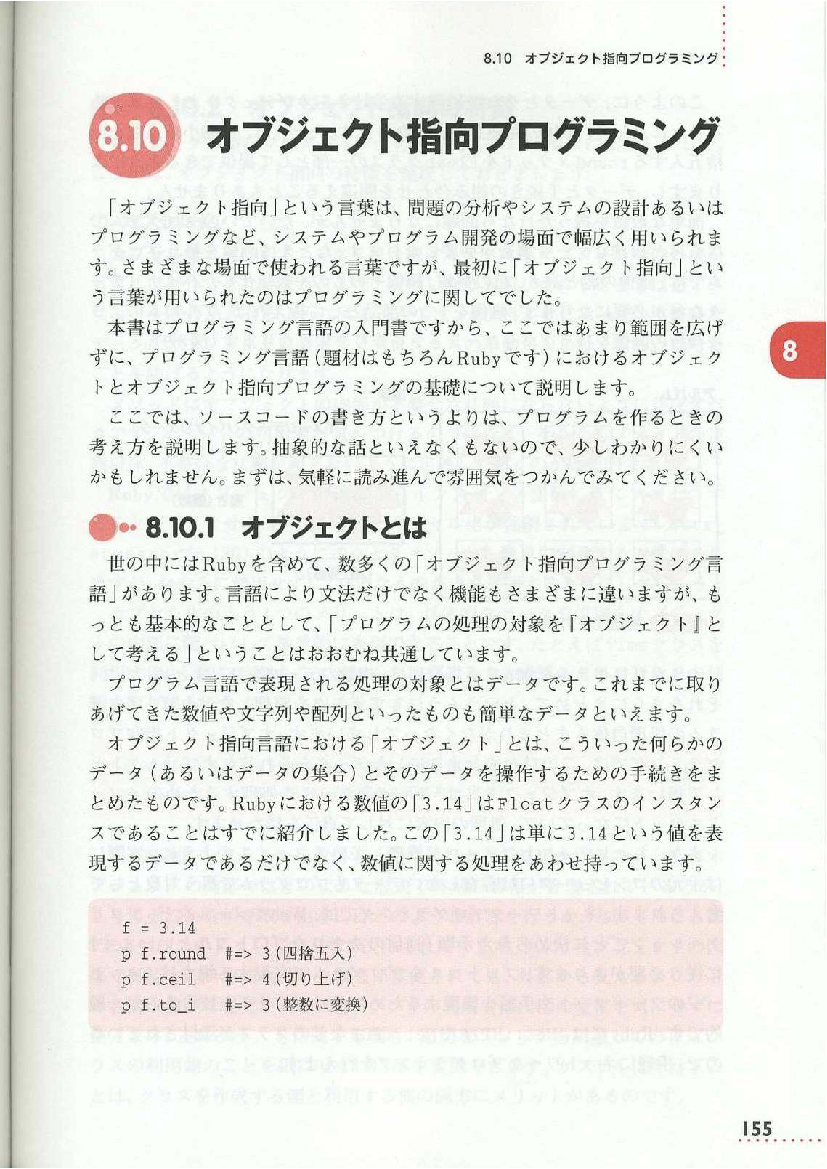 8.10 オブジェクト指向プログラミング
8.10 オブジェクト指向プログラミング
「オブジェクト指向」という言葉は、問題の分析やシステムの設計あるいは
プログラミングなど、システムやプログラム開発の場面で幅広く用いられま
す。さまざまな場面で使われる言葉ですが、最初に「オブジェクト指向」とい
う言葉が用いられたのはプログラミングに関してでした。
本書はプログラミング言語の入門書ですから、ここではあまり範囲を広げ
ずに、プログラミング言語(題材はもちろんRubyです)におけるオブジェク
トとオブジェクト指向プログラミングの基礎について説明します。
ここでは、ソースコードの書き方というよりは、プログラムを作るときの
考え方を説明します。抽象的な話といえなくもないので、少しわかりにくい
かもしれません。まずは、気軽に読み進んで雰囲気をつかんでみてください。
8
8.10.1 オブジェクトとは
世の中にはRubyを含めて、数多くの「オブジェクト指向プログラミング言
語」があります。言語により文法だけでなく機能もさまざまに違いますが、も
っとも基本的なこととして、「プログラムの処理の対象を『オブジェクト』と
して考える」ということはおおむね共通しています。
プログラム言語で表現される処理の対象とはデータです。これまでに取り
あげてきた数値や文字列や配列といったものも簡単なデータといえます。
オブジェクト指向言語における「オブジェクト」とは、こういった何らかの
データ(あるいはデータの集合)とそのデータを操作するための手続きをま
とめたものです。Rubyにおける数値の「3.14」はFloatクラスのインスタン
スであることはすでに紹介しました。この「3.14」は単に3.14という値を表
現するデータであるだけでなく、数値に関する処理をあわせ持っています。
f = 3.14
p f.round #=> 3(四捨五入)
p f.ceil #=> 4(切り上げ)
p f.to_i #=> 3(整数に変換)
155